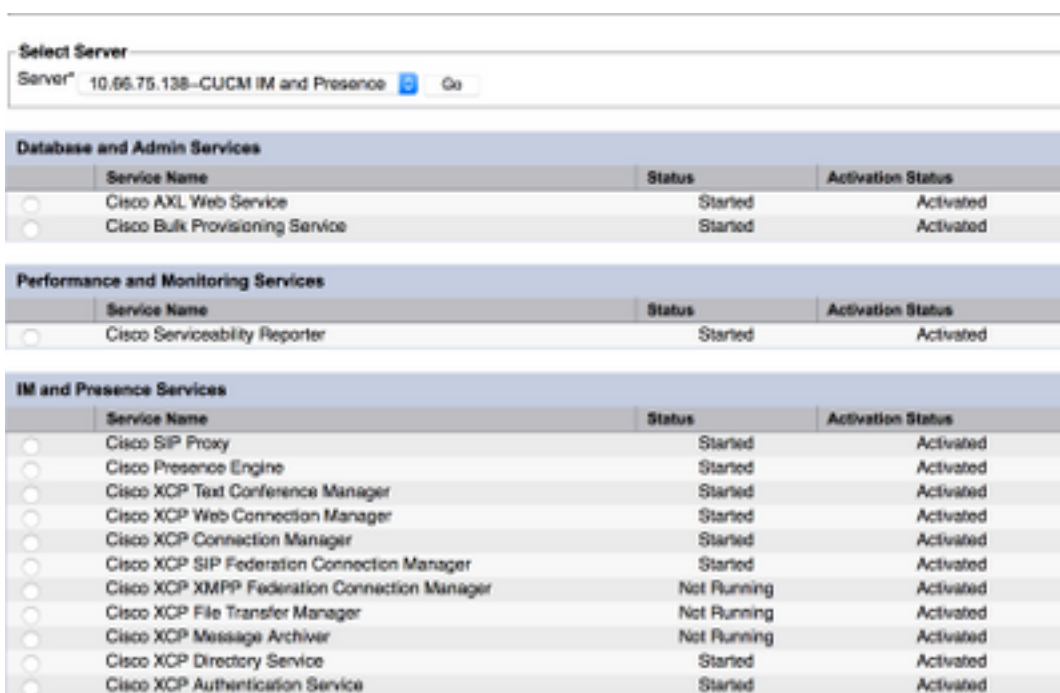 Select Server
Server* 10.66.75.138--CUCM IM and Presence Go
Database and Admin Services
Service Name Status Activation Status
Cisco AXL Web Service Started Activated
Cisco Bulk Provisioning Service Started Activated
Performance and Monitoring Services
Service Name Status Activation Status
Cisco Serviceability Reporter Started Activated
IM and Presence Services
Service Name Status Activation Status
Cisco SIP Proxy Started Activated
Cisco Presence Engine Started Activated
Cisco XCP Text Conference Manager Started Activated
Cisco XCP Web Connection Manager Started Activated
Cisco XCP Connection Manager Started Activated
Cisco XCP SIP Federation Connection Manager Started Activated
Cisco XCP XMPP Federation Connection Manager Not Running Activated
Cisco XCP File Transfer Manager Not Running Activated
Cisco XCP Message Archiver Not Running Activated
Cisco XCP Directory Service Started Activated
Cisco XCP Authentication Service Started Activated